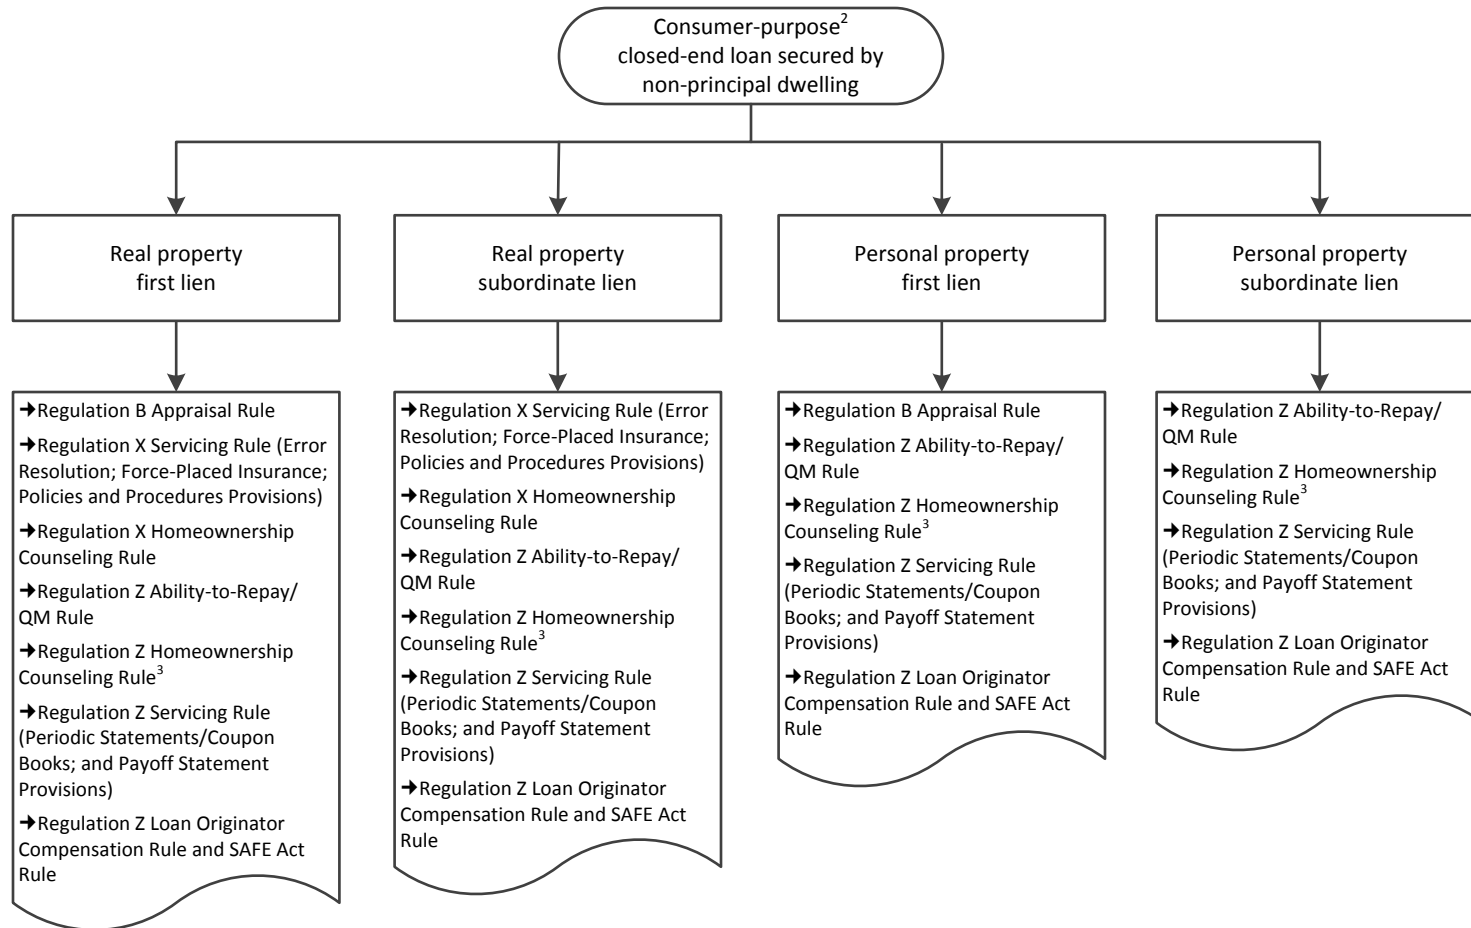 Consumer-purpose²
closed-end loan secured by
non-principal dwelling
Real property
first lien
Real property
subordinate lien
Personal property
first lien
Personal property
subordinate lien
➔Regulation B Appraisal Rule
➔Regulation X Servicing Rule (Error
Resolution; Force-Placed Insurance;
Policies and Procedures Provisions)
➔Regulation X Homeownership
Counseling Rule
➔Regulation Z Ability-to-Repay/
QM Rule
➔Regulation Z Homeownership
Counseling Rule³
➔Regulation Z Servicing Rule
(Periodic Statements/Coupon
Books; and Payoff Statement
Provisions)
➔Regulation Z Loan Originator
Compensation Rule and SAFE Act
Rule
➔Regulation X Servicing Rule (Error
Resolution; Force-Placed Insurance;
Policies and Procedures Provisions)
➔Regulation X Homeownership
Counseling Rule
➔Regulation Z Ability-to-Repay/
QM Rule
➔Regulation Z Homeownership
Counseling Rule³
➔Regulation Z Servicing Rule
(Periodic Statements/Coupon
Books; and Payoff Statement
Provisions)
➔Regulation Z Loan Originator
Compensation Rule and SAFE Act
Rule
➔Regulation B Appraisal Rule
➔Regulation Z Ability-to-Repay/
QM Rule
➔Regulation Z Homeownership
Counseling Rule³
➔Regulation Z Servicing Rule
(Periodic Statements/Coupon
Books; and Payoff Statement
Provisions)
➔Regulation Z Loan Originator
Compensation Rule and SAFE Act
Rule
➔Regulation Z Ability-to-Repay/
QM Rule
➔Regulation Z Homeownership
Counseling Rule³
➔Regulation Z Servicing Rule
(Periodic Statements/Coupon
Books; and Payoff Statement
Provisions)
➔Regulation Z Loan Originator
Compensation Rule and SAFE Act
Rule